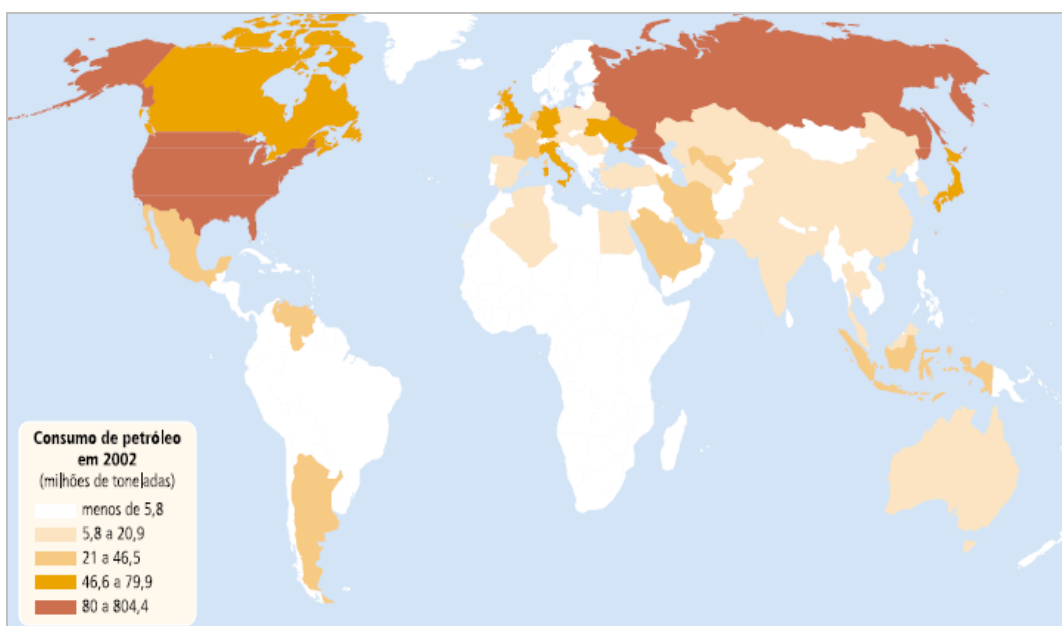 Consumo de petróleo
em 2002
(milhões de toneladas)
menos de 5,8
5,8 a 20,9
21 a 46,5
46,6 a 79,9
80 a 804,4